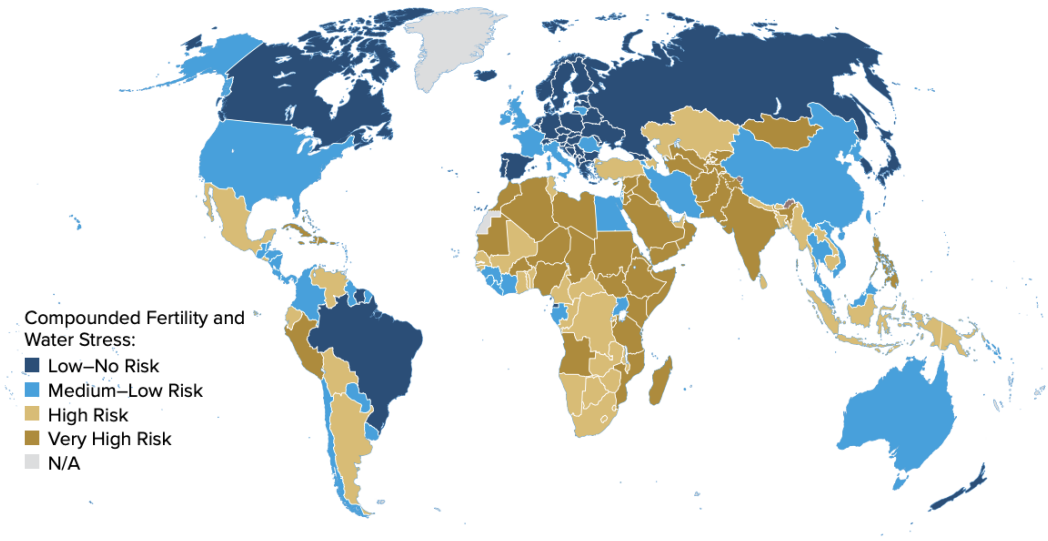 Compounded Fertility and
Water Stress:
Low–No Risk
Medium–Low Risk
High Risk
Very High Risk
N/A